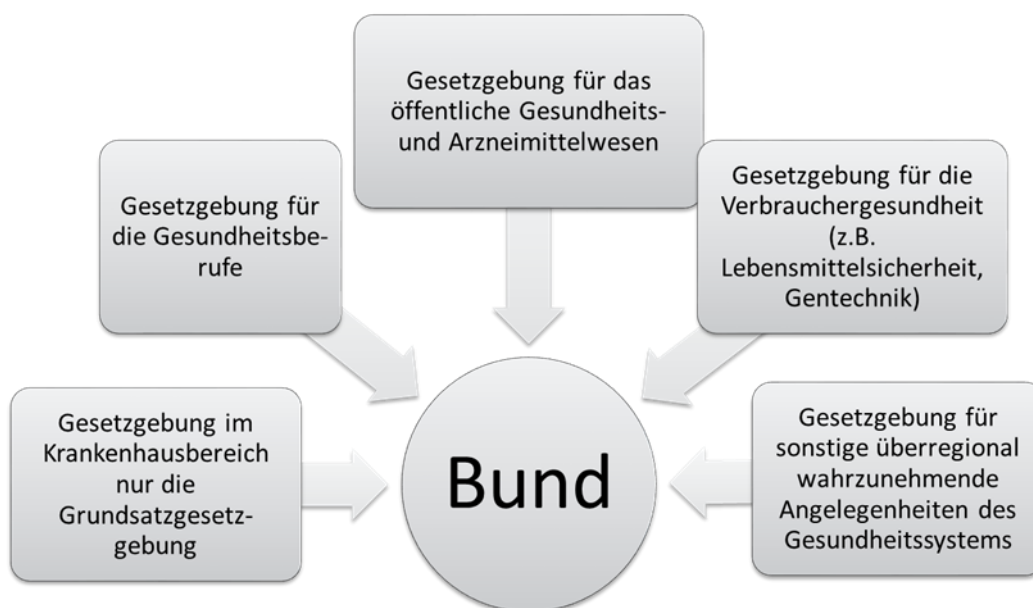 Gesetzgebung für das
öffentliche Gesundheits-
und Arzneimittelwesen
Gesetzgebung für
die Gesundheitsbe-
rufe
Gesetzgebung für die
Verbrauchergesundheit
(z.B.
Lebensmittelsicherheit,
Gentechnik)
Gesetzgebung im
Krankenhausbereich
nur die
Grundsatzgesetz-
gebung
Bund
Gesetzgebung für
sonstige überregional
wahrzunehmende
Angelegenheiten des
Gesundheitssystems